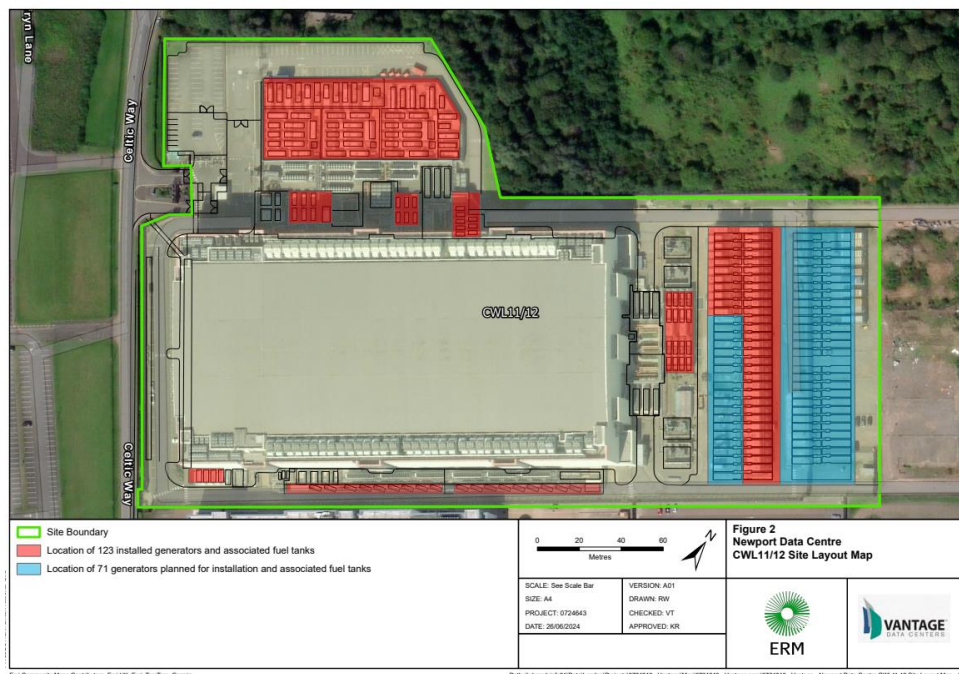 ryn Lane
Celtic Way
CWL11/12
Celtic Way
Site Boundary
Location of 123 installed generators and associated fuel tanks
Location of 71 generators planned for installation and associated fuel tanks
0 20 40 60
Metres
N
SCALE: See Scale Bar
SIZE: A4
PROJECT: 0724643
DATE: 26/06/2024
VERSION: A01
DRAWN: RW
CHECKED: VT
APPROVED: KR
Figure 2
Newport Data Centre
CWL11/12 Site Layout Map
ERM
VANTAGE
DATA CENTERS